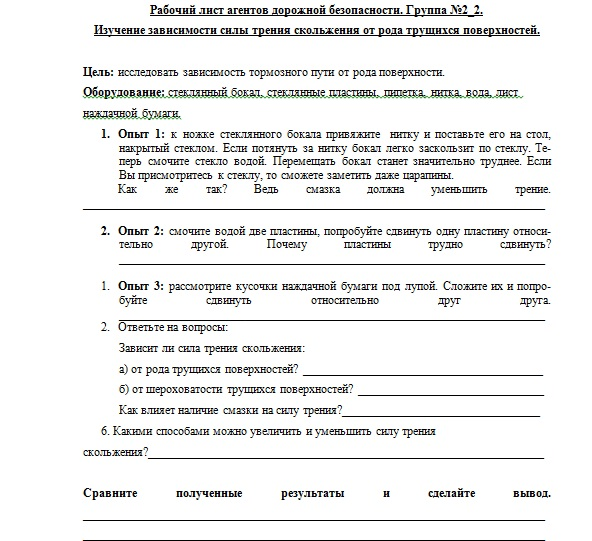 Рабочий лист агентов дорожной безопасности. Группа №2_2.
Изучение зависимости силы трения скольжения от рода трущихся поверхностей.
Цель: исследовать зависимость тормозного пути от рода поверхности.
Оборудование: стеклянный бокал, стеклянные пластины, пипетка, нитка, вода, лист
наждачной бумаги.
1. Опыт 1: к ножке стеклянного бокала привяжите нитку и поставьте его на стол,
накрытый стеклом. Если потянуть за нитку бокал легко заскользит по стеклу. Те-
перь смочите стекло водой. Перемещать бокал станет значительно труднее. Если
Вы присмотритесь к стеклу, то сможете заметить даже царапины.
Как же так? Ведь смазка должна уменьшить трение.
2. Опыт 2: смочите водой две пластины, попробуйте сдвинуть одну пластину относи-
тельно другой. Почему пластины трудно сдвинуть?
1. Опыт 3: рассмотрите кусочки наждачной бумаги под лупой. Сложите их и попро-
буйте сдвинуть относительно друг друга.
2. Ответьте на вопросы:
Зависит ли сила трения скольжения:
а) от рода трущихся поверхностей?
б) от шероховатости трущихся поверхностей?
Как влияет наличие смазки на силу трения?
6. Какими способами можно увеличить и уменьшить силу трения
скольжения?
Сравните полученные результаты и сделайте вывод.